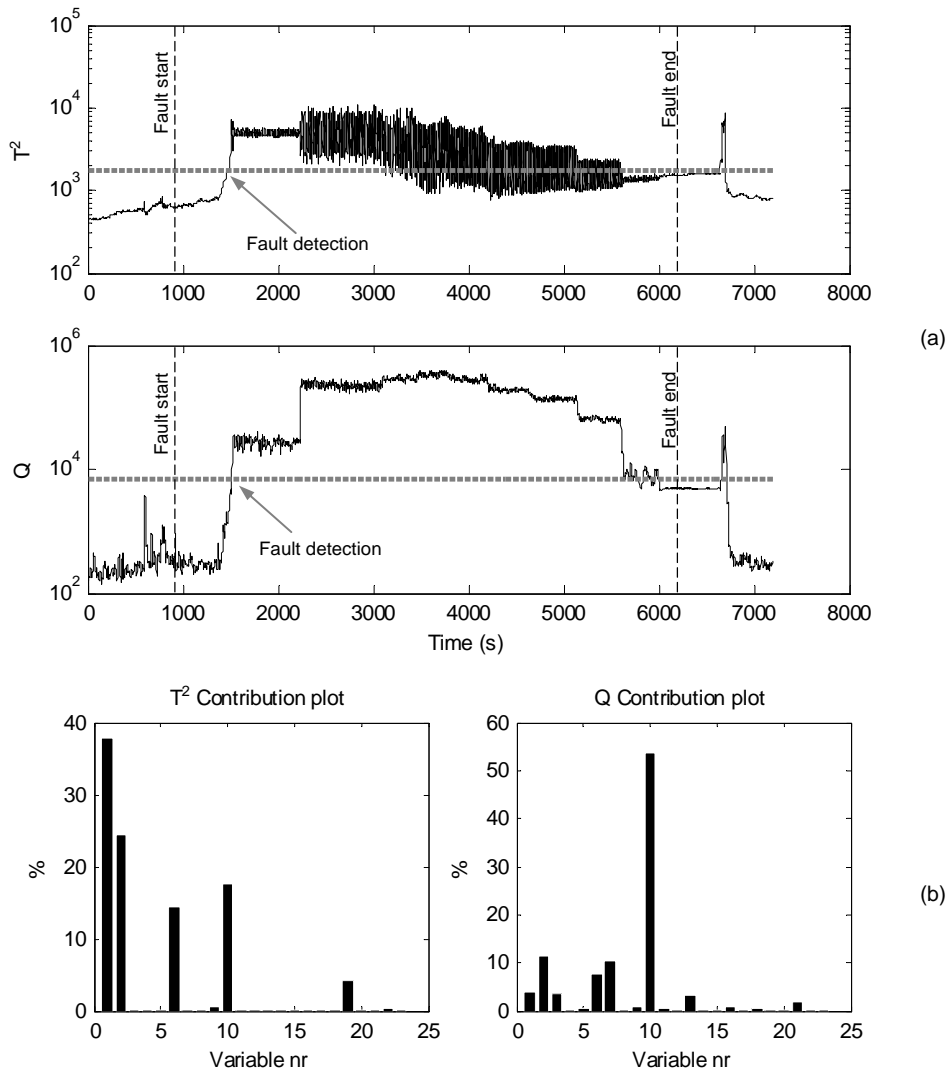 10^5
10^4
10^3
10^2
T^2
Fault start
Fault end
Fault detection
0 1000 2000 3000 4000 5000 6000 7000 8000
(a)
10^6
10^4
10^2
Q
Fault start
Fault end
Fault detection
0 1000 2000 3000 4000 5000 6000 7000 8000
Time (s)
T^2 Contribution plot
40
30
20
10
0
%
0 5 10 15 20 25
Variable nr
Q Contribution plot
60
50
40
30
20
10
0
%
0 5 10 15 20 25
Variable nr
(b)